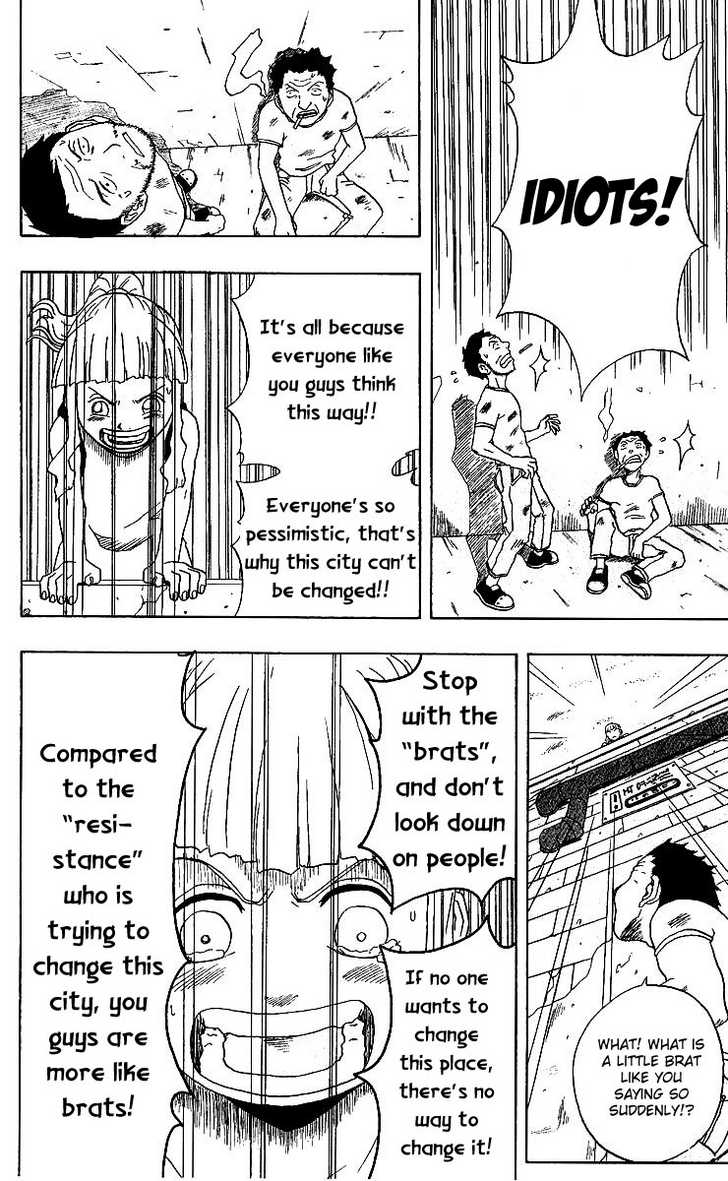 IDIOTS!
It's all because
everyone like
you guys think
this way!!
Everyone's so
pessimistic, that's
why this city can't
be changed!!
WHAT! WHAT IS
A LITTLE BRAT
LIKE YOU
SAYING SO
SUDDENLY!?
Stop
with the
"brats",
and don't
look down
on people!
If no one
wants to
change
this place,
there's no
way to
change it!
Compared
to the
"resi-
stance"
who is
trying to
change this
city, you
guys are
more like
brats!